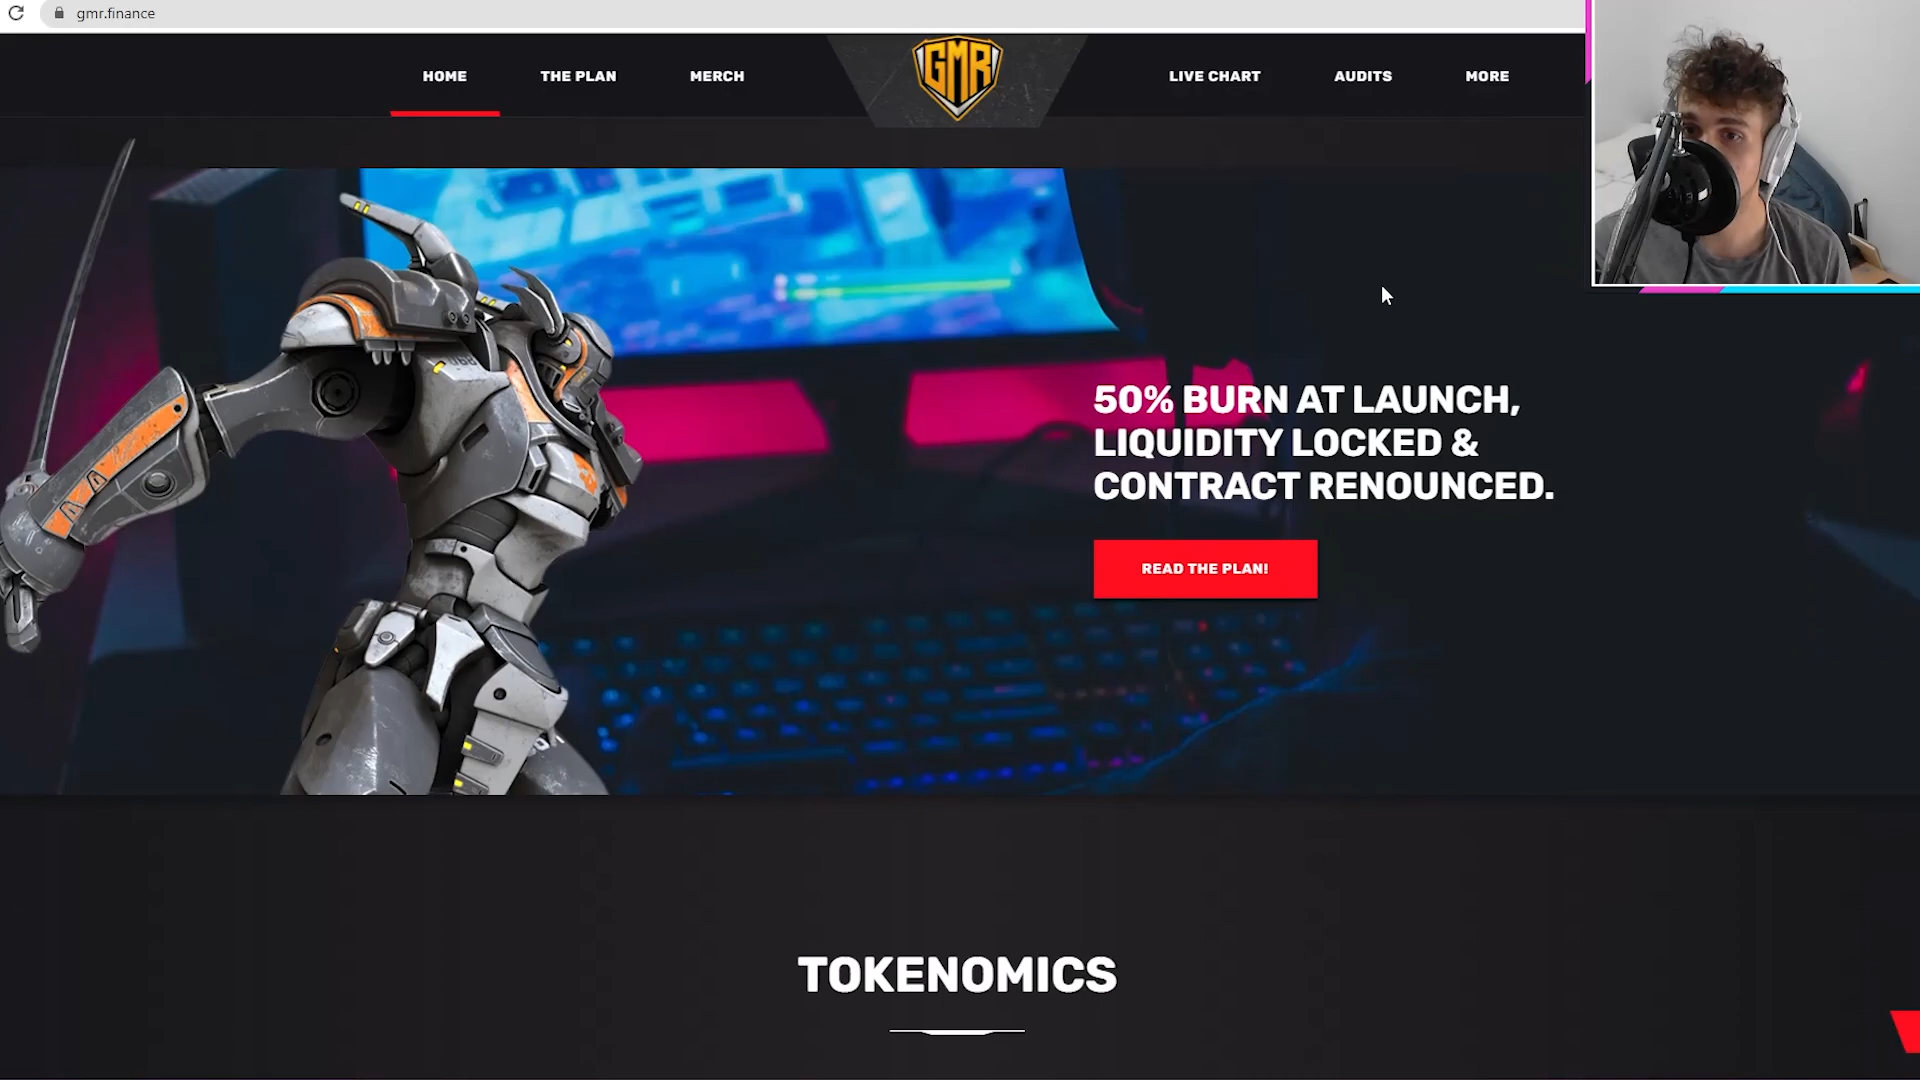 gmr.finance
HOME THE PLAN MERCH GMR LIVE CHART AUDITS MORE
50% BURN AT LAUNCH,
LIQUIDITY LOCKED &
CONTRACT RENOUNCED.
READ THE PLAN!
TOKENOMICS